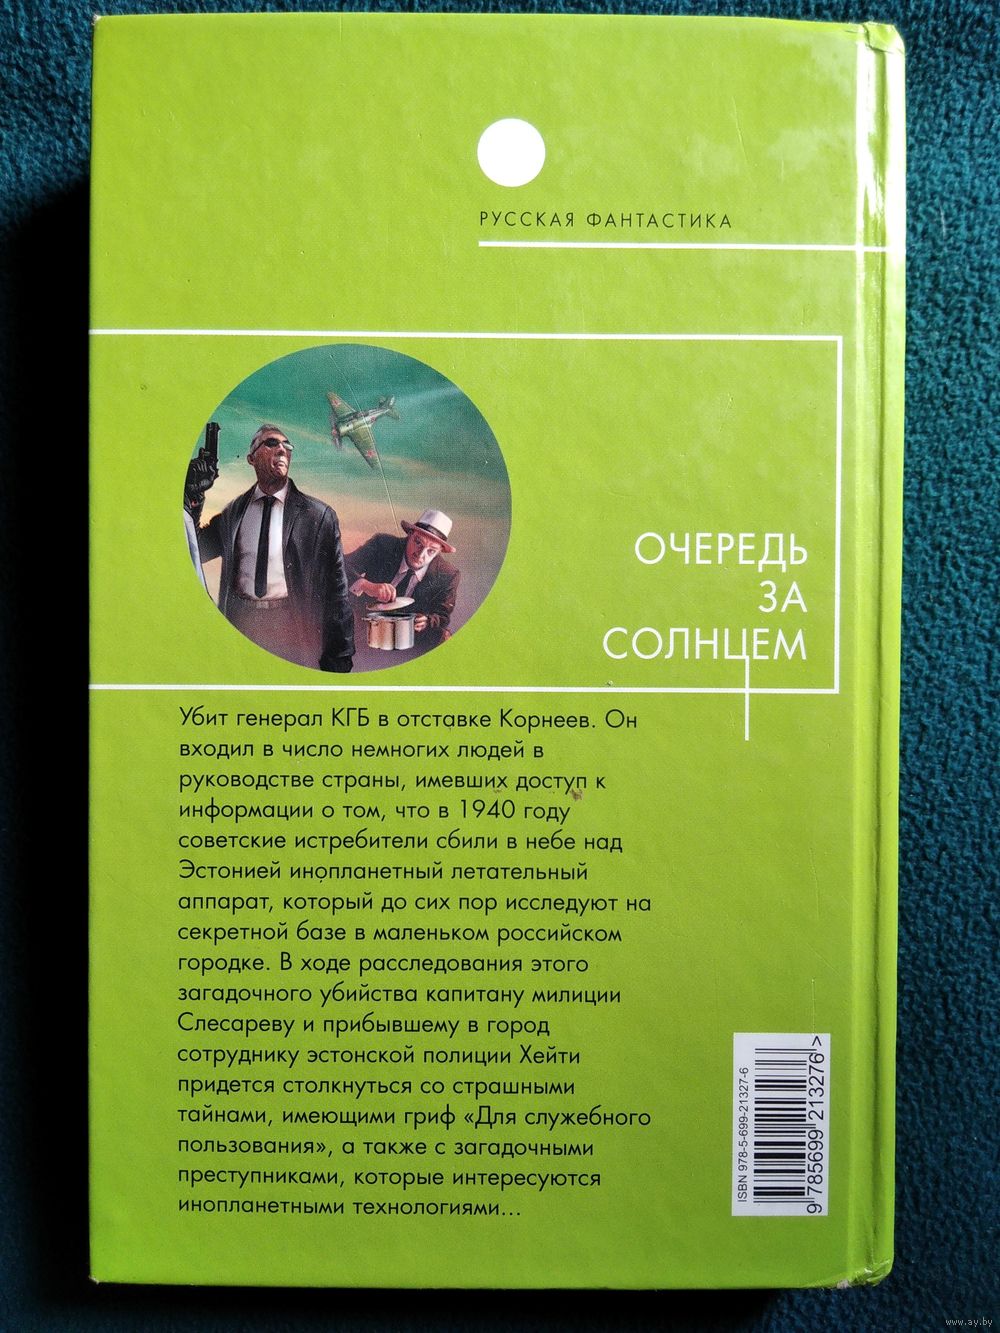 РУССКАЯ ФАНТАСТИКА
ОЧЕРЕДЬ
ЗА
СОЛНЦЕМ
Убит генерал КГБ в отставке Корнеев. Он
входил в число немногих людей в
руководстве страны, имевших доступ к
информации о том, что в 1940 году
советские истребители сбили в небе над
Эстонией инопланетный летательный
аппарат, который до сих пор исследуют на
секретной базе в маленьком российском
городке. В ходе расследования этого
загадочного убийства капитану милиции
Слесареву и прибывшему в город
сотруднику эстонской полиции Хейти
придется столкнуться со страшными
тайнами, имеющими гриф «Для служебного
пользования», а также с загадочными
преступниками, которые интересуются
инопланетными технологиями...
ISBN 978-5-699-21327-6
9 785699 213276 >
www.ay.by